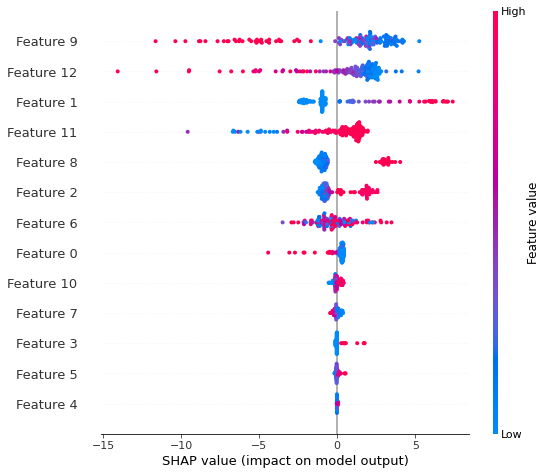 High
Feature 9
Feature 12
Feature 1
Feature 11
Feature 8
Feature 2
Feature 6
Feature 0
Feature 10
Feature 7
Feature 3
Feature 5
Feature 4
Feature value
Low
−15 −10 −5 0 5
SHAP value (impact on model output)